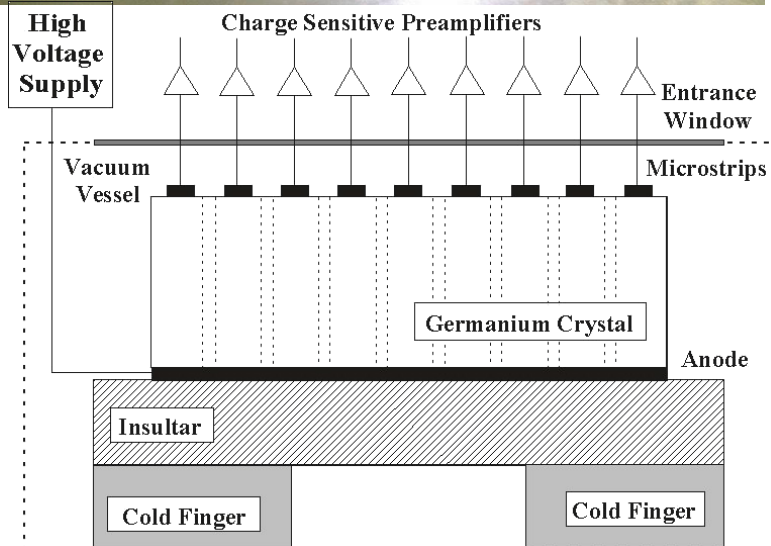 High
Voltage
Supply
Charge Sensitive Preamplifiers
Entrance
Window
Vacuum
Vessel
Microstrips
Germanium Crystal
Anode
Insultar
Cold Finger
Cold Finger